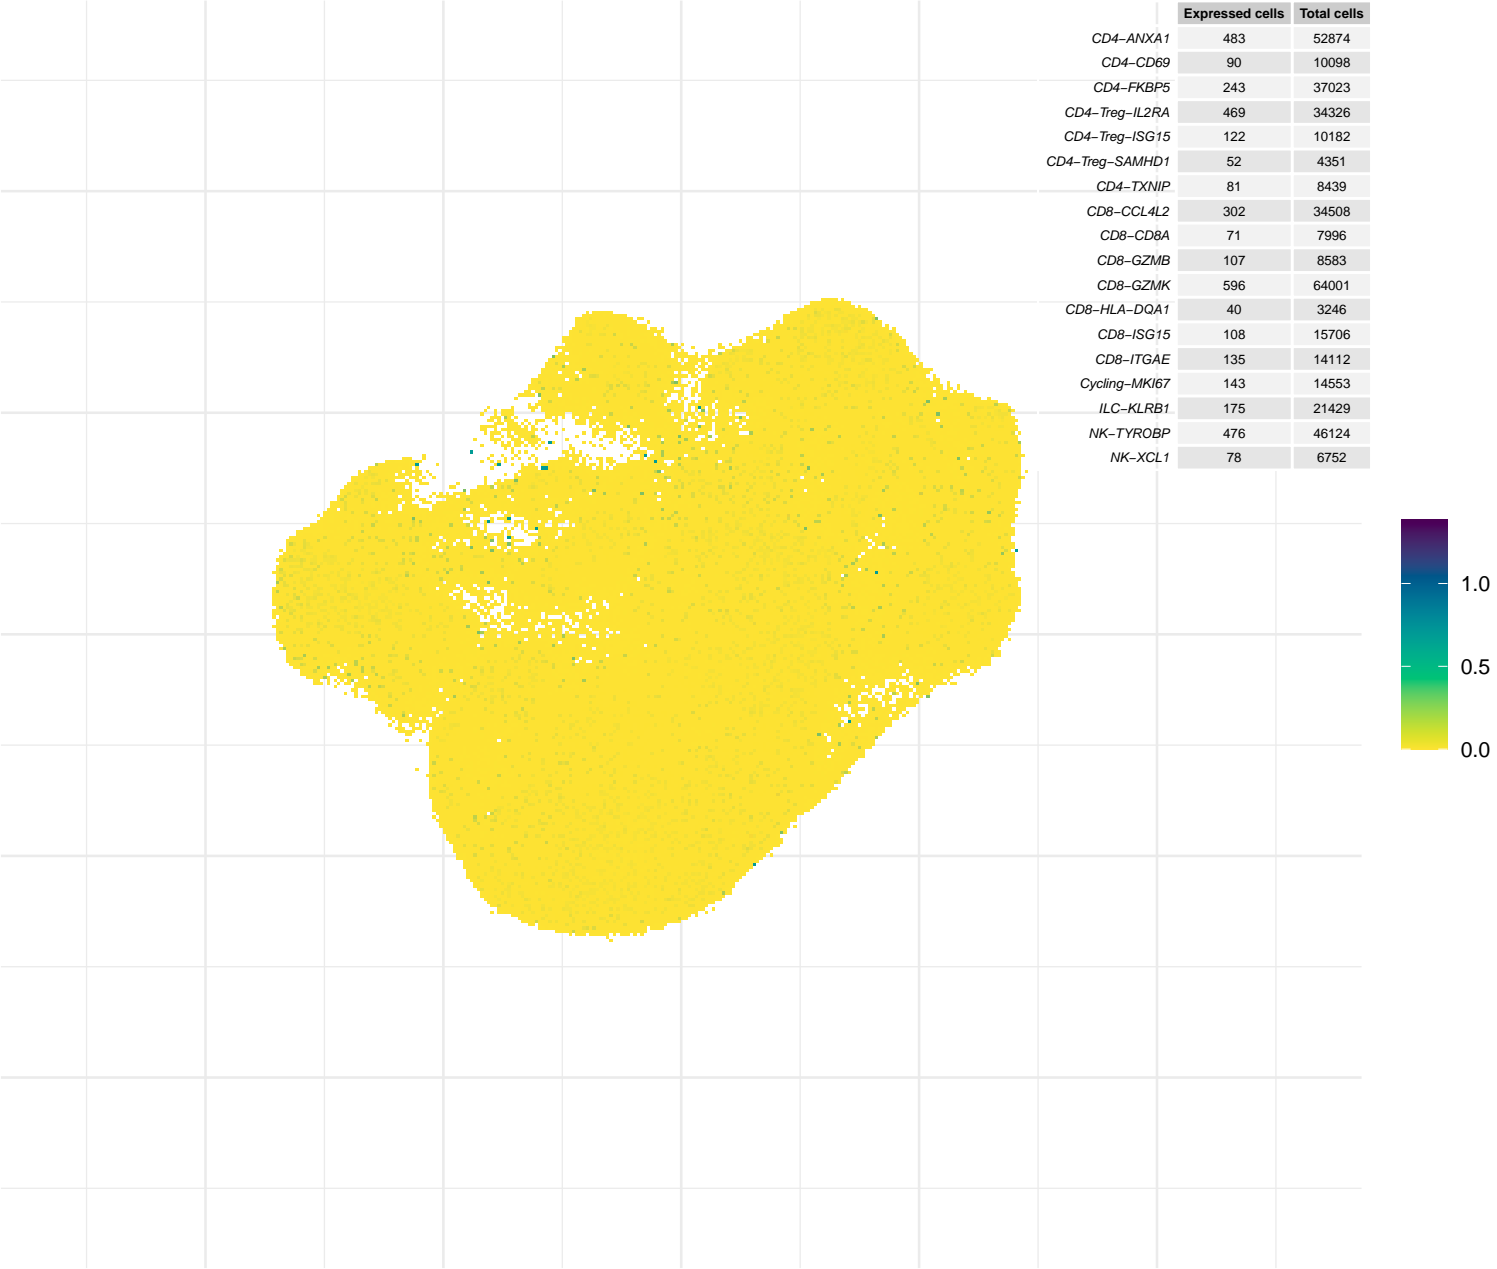 Expressed cells Total cells
CD4−ANXA1 483 52874
CD4−CD69 90 10098
CD4−FKBP5 243 37023
CD4−Treg−IL2RA 469 34326
CD4−Treg−ISG15 122 10182
CD4−Treg−SAMHD1 52 4351
CD4−TXNIP 81 8439
CD8−CCL4L2 302 34508
CD8−CD8A 71 7996
CD8−GZMB 107 8583
CD8−GZMK 596 64001
CD8−HLA−DQA1 40 3246
CD8−ISG15 108 15706
CD8−ITGAE 135 14112
Cycling−MKI67 143 14553
ILC−KLRB1 175 21429
NK−TYROBP 476 46124
NK−XCL1 78 6752
1.0
0.5
0.0